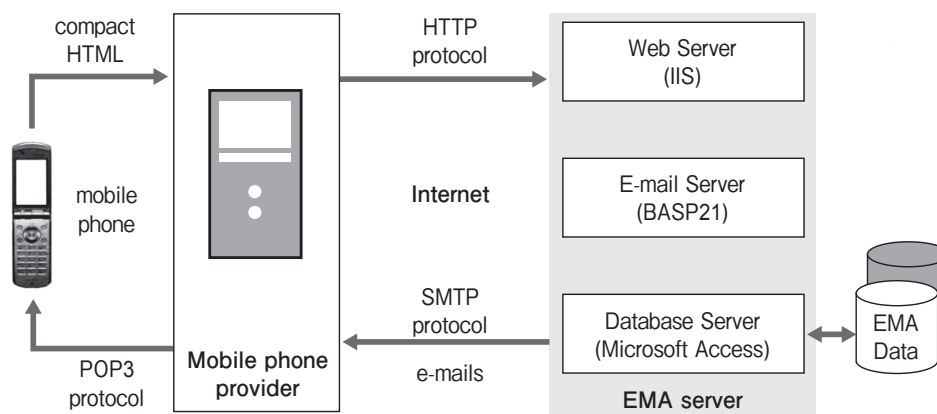 compact
HTML
mobile
phone
POP3
protocol
Mobile phone
provider
HTTP
protocol
Internet
SMTP
protocol
e-mails
Web Server
(IIS)
E-mail Server
(BASP21)
Database Server
(Microsoft Access)
EMA server
EMA
Data